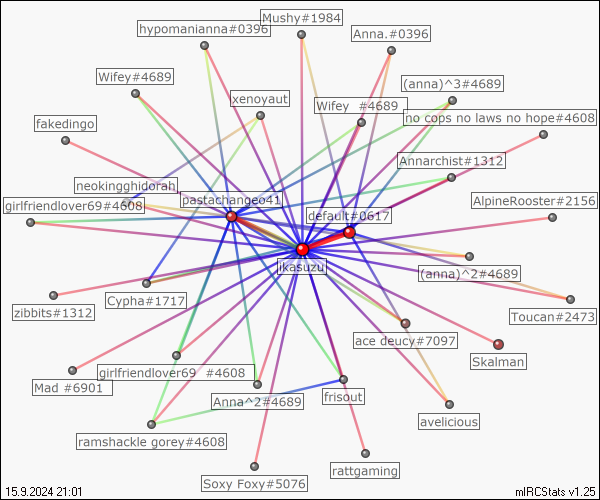 Mushy#1984
hypomanianna#0396
Anna.#0396
Wifey#4689
(anna)^3#4689
xenoyaut
Wifey  #4689
no cops no laws no hope#4608
fakedingo
Annarchist#1312
neokingghidorah
pastachangeo41
AlpineRooster#2156
girlfriendlover69#4608
default#0617
ikasuzu
(anna)^2#4689
Cypha#1717
zibbits#1312
Toucan#2473
ace deucy#7097
Skalman
girlfriendlover69  #4608
Mad #6901
Anna^2#4689
frisout
avelicious
ramshackle gorey#4608
rattgaming
Soxy Foxy#5076
15.9.2024 21:01
mIRCStats v1.25